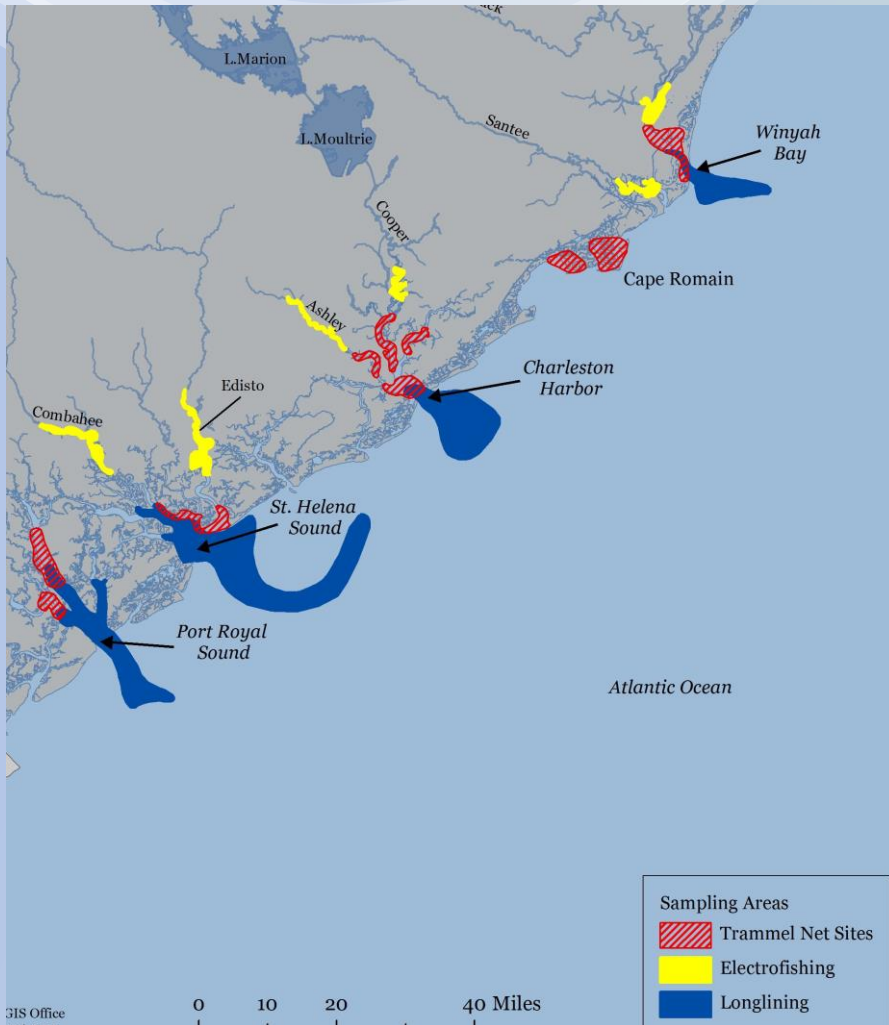 L.Marion
L.Moultrie
Santee
Winyah
Bay
Cooper
Cape Romain
Ashley
Charleston
Harbor
Edisto
Combahee
St. Helena
Sound
Port Royal
Sound
Atlantic Ocean
Sampling Areas
Trammel Net Sites
Electrofishing
Longlining
GIS Office
0 10 20 40 Miles